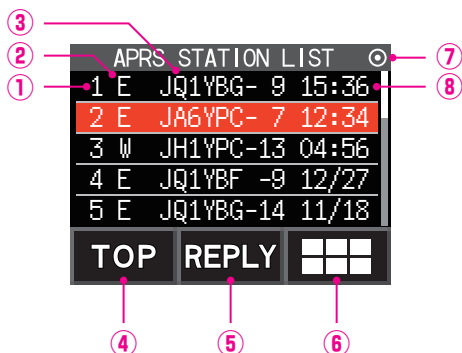 ③
② APRS STATION LIST ⦿ ⑦
① 1 E JQ1YBG- 9 15:36 ⑧
2 E JA6YPC- 7 12:34
3 W JH1YPC-13 04:56
4 E JQ1YBF -9 12/27
5 E JQ1YBG-14 11/18
TOP REPLY
④ ⑤ ⑥